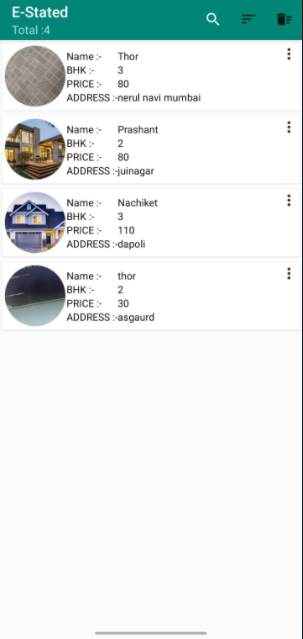 E-Stated
Total :4
Name :- Thor
BHK :- 3
PRICE :- 80
ADDRESS :-nerul navi mumbai
Name :- Prashant
BHK :- 2
PRICE :- 80
ADDRESS :-juinagar
Name :- Nachiket
BHK :- 3
PRICE :- 110
ADDRESS :-dapoli
Name :- thor
BHK :- 2
PRICE :- 30
ADDRESS :-asgaurd